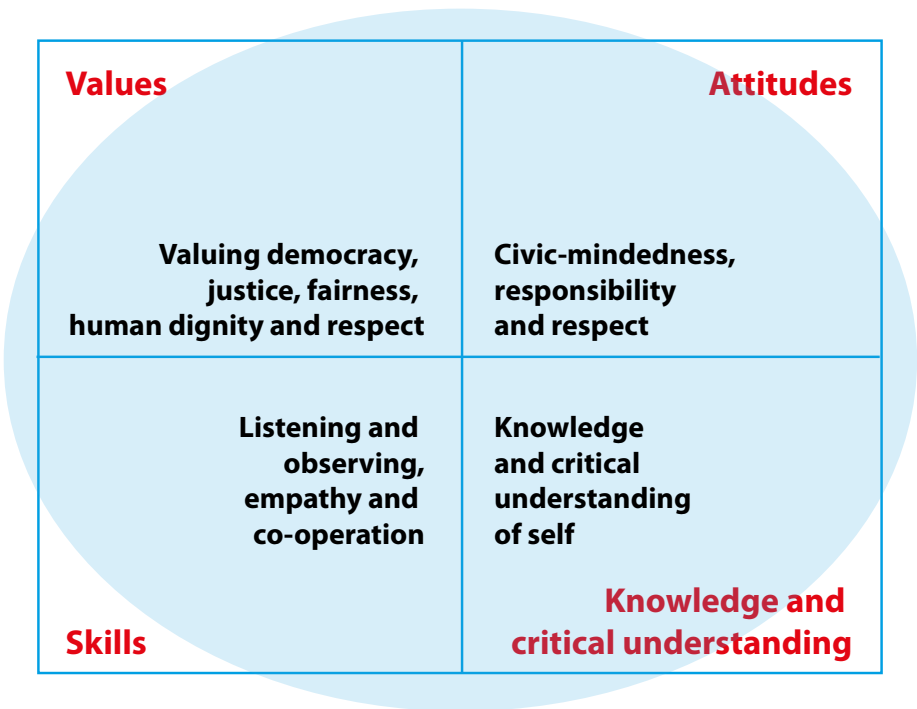 Values
Valuing democracy,
justice, fairness,
human dignity and respect
Attitudes
Civic-mindedness,
responsibility
and respect
Listening and
observing,
empathy and
co-operation
Skills
Knowledge
and critical
understanding
of self
Knowledge and
critical understanding